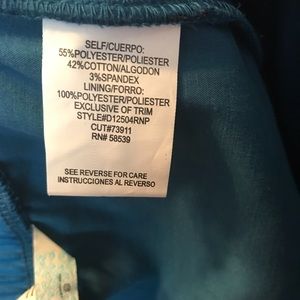 SELF/CUERPO:
55%POLYESTER/POLIESTER
42%COTTON/ALGODON
3%SPANDEX
LINING/FORRO:
100%POLYESTER/POLIESTER
EXCLUSIVE OF TRIM
STYLE#D12504RNP
CUT#73911
RN# 58539
SEE REVERSE FOR CARE
INSTRUCCIONES AL REVERSO